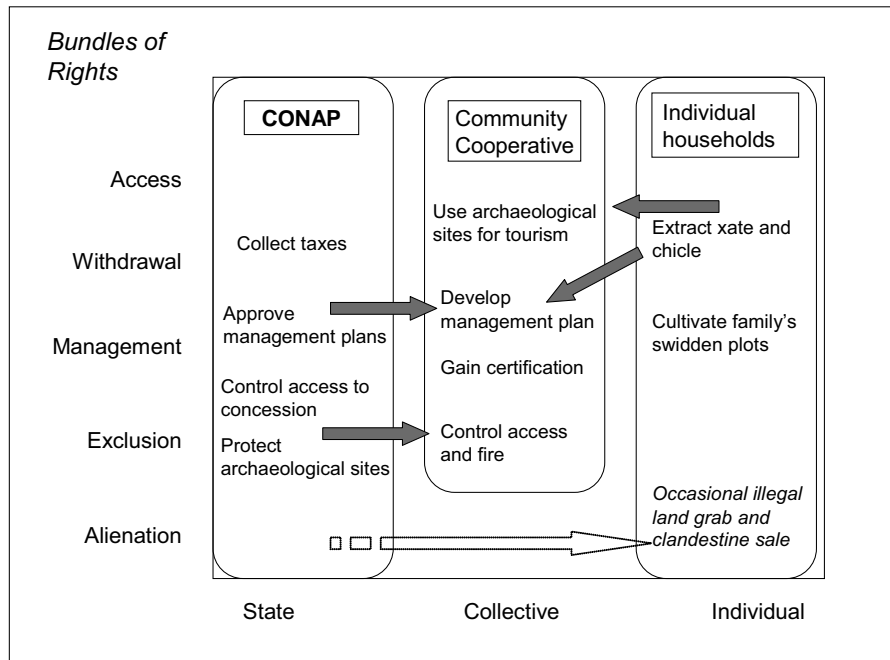 Bundles of
Rights
CONAP
Community
Cooperative
Individual
households
Access
Withdrawal
Management
Exclusion
Alienation
Collect taxes
Approve
management plans
Control access to
concession
Protect
archaeological sites
Use archaeological
sites for tourism
Develop
management plan
Gain certification
Control access
and fire
Extract xate and
chicle
Cultivate family's
swidden plots
Occasional illegal
land grab and
clandestine sale
State
Collective
Individual